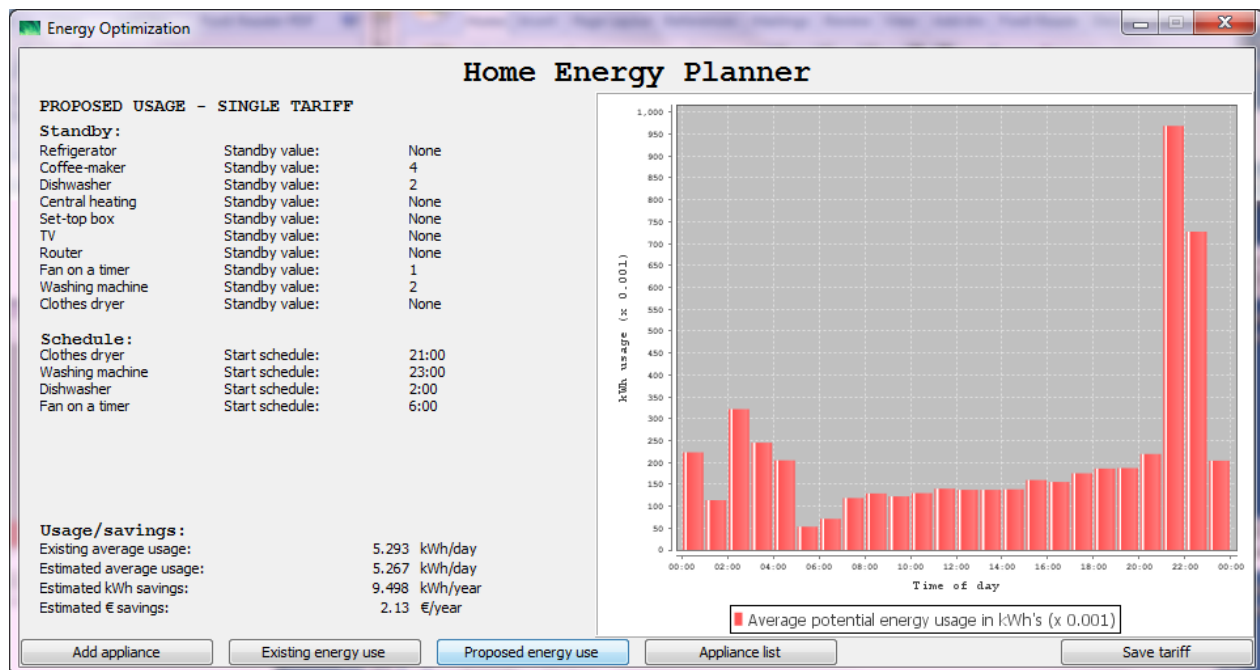 Energy Optimization
Home Energy Planner
PROPOSED USAGE - SINGLE TARIFF
Standby:
Refrigerator Standby value: None
Coffee-maker Standby value: 4
Dishwasher Standby value: 2
Central heating Standby value: None
Set-top box Standby value: None
TV Standby value: None
Router Standby value: None
Fan on a timer Standby value: 1
Washing machine Standby value: 2
Clothes dryer Standby value: None
Schedule:
Clothes dryer Start schedule: 21:00
Washing machine Start schedule: 23:00
Dishwasher Start schedule: 2:00
Fan on a timer Start schedule: 6:00
Usage/savings:
Existing average usage: 5.293 kWh/day
Estimated average usage: 5.267 kWh/day
Estimated kWh savings: 9.498 kWh/year
Estimated € savings: 2.13 €/year
1,000
950
900
850
800
750
700
650
600
550
500
450
400
350
300
250
200
150
100
50
0
kWh usage (x 0.001)
00:00 02:00 04:00 06:00 08:00 10:00 12:00 14:00 16:00 18:00 20:00 22:00 00:00
Time of day
Average potential energy usage in kWh's (x 0.001)
Add appliance Existing energy use Proposed energy use Appliance list Save tariff